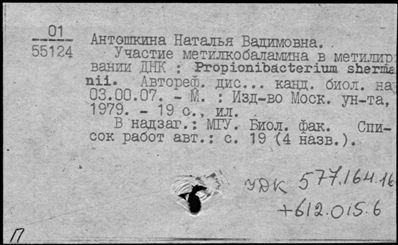 01
55124
Антошкина Наталья Вадимовна.
Участие метилкобаламина в метилир
вании ДНК : Propionibacterium sherma
nii. Автореф. дис... канд. биол. на
03.00.07. - М. : Изд-во Моск. ун-та,
1979. - 19 с., ил.
В надзаг.: МГУ. Биол. фак. Спи-
сок работ авт.: с. 19 (4 назв.).
УДК 577.164.16
+612.015.6
П